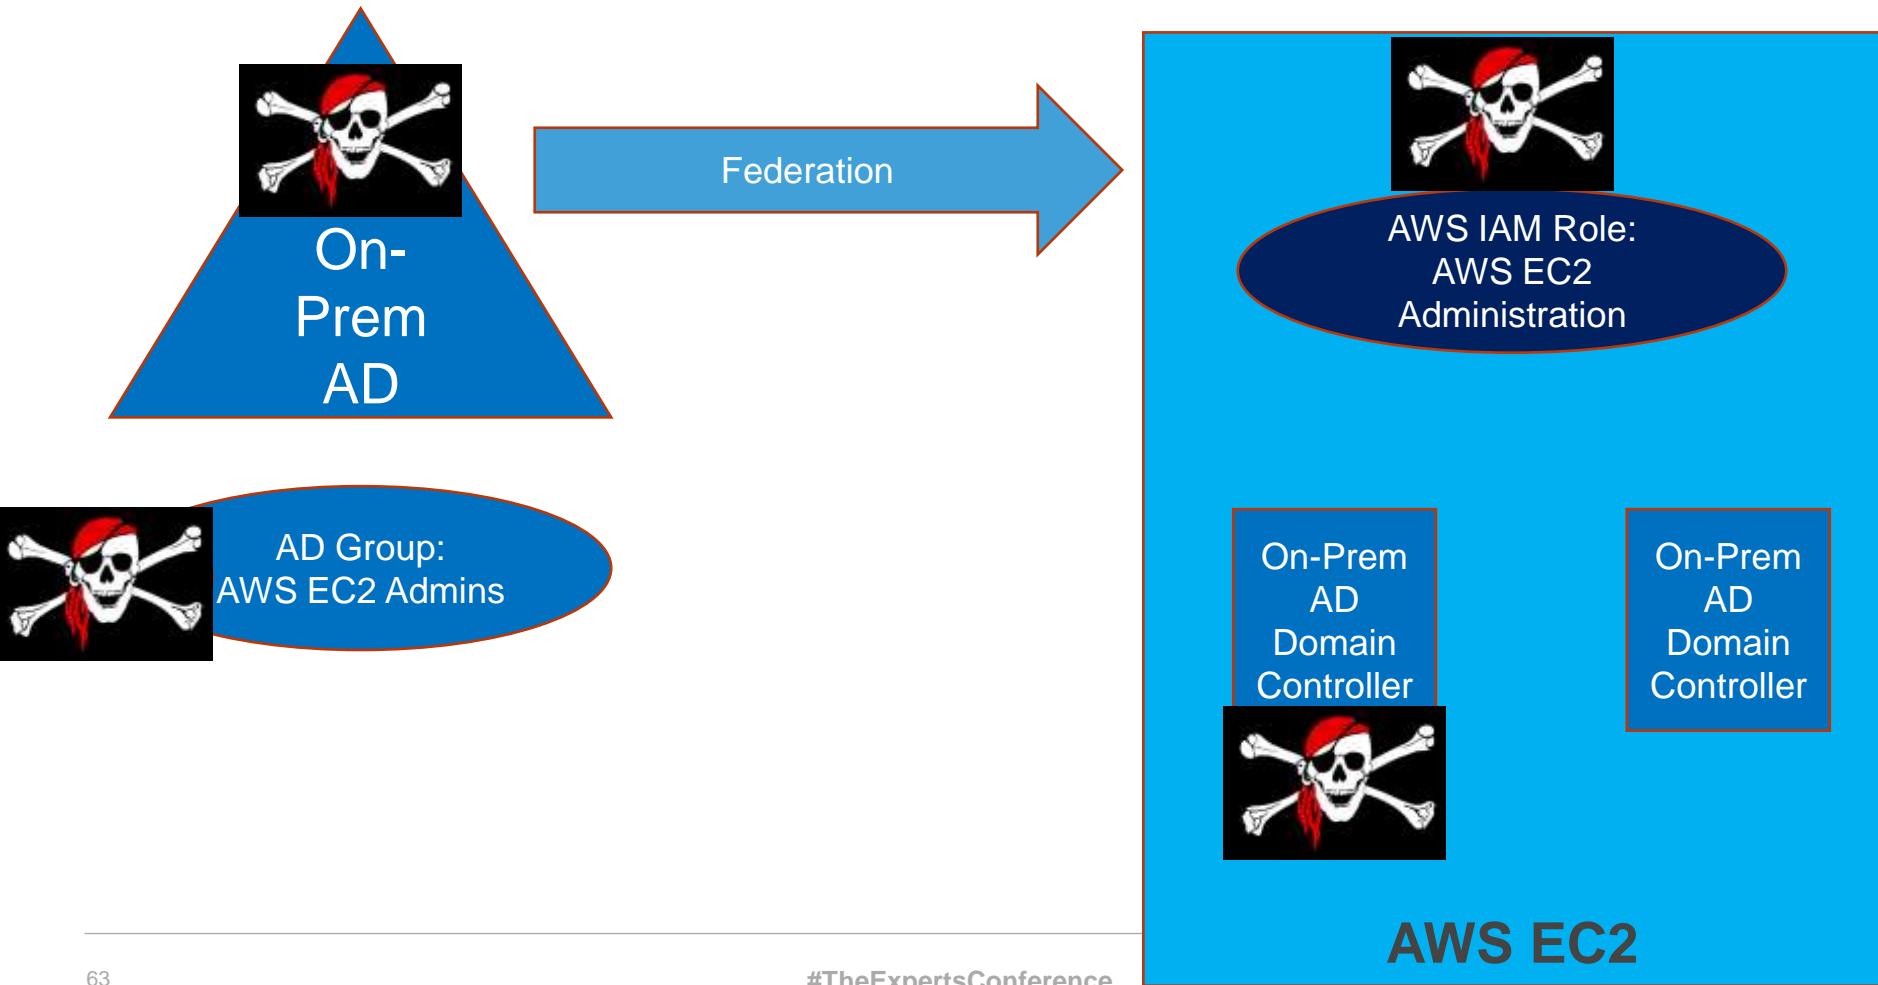 On-
Prem
AD
Federation
AWS IAM Role:
AWS EC2
Administration
AD Group:
AWS EC2 Admins
On-Prem
AD
Domain
Controller
On-Prem
AD
Domain
Controller
AWS EC2
63
#TheExpertsConference